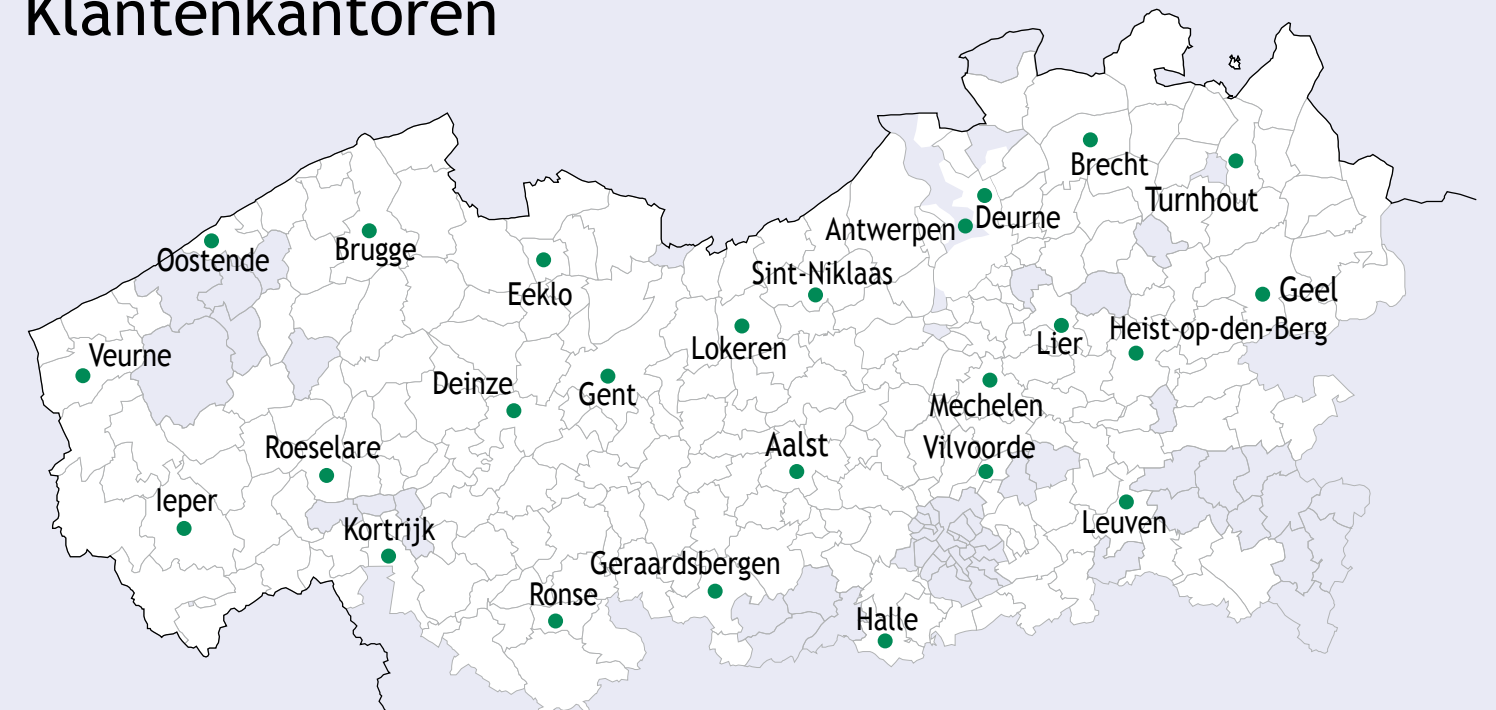 Klantenkantoren
Brecht
Turnhout
Deurne
Antwerpen
Oostende
Brugge
Sint-Niklaas
Eeklo
Geel
Heist-op-den-Berg
Lier
Lokeren
Veurne
Deinze
Gent
Mechelen
Roeselare
Aalst
Vilvoorde
Ieper
Leuven
Kortrijk
Geraardsbergen
Ronse
Halle